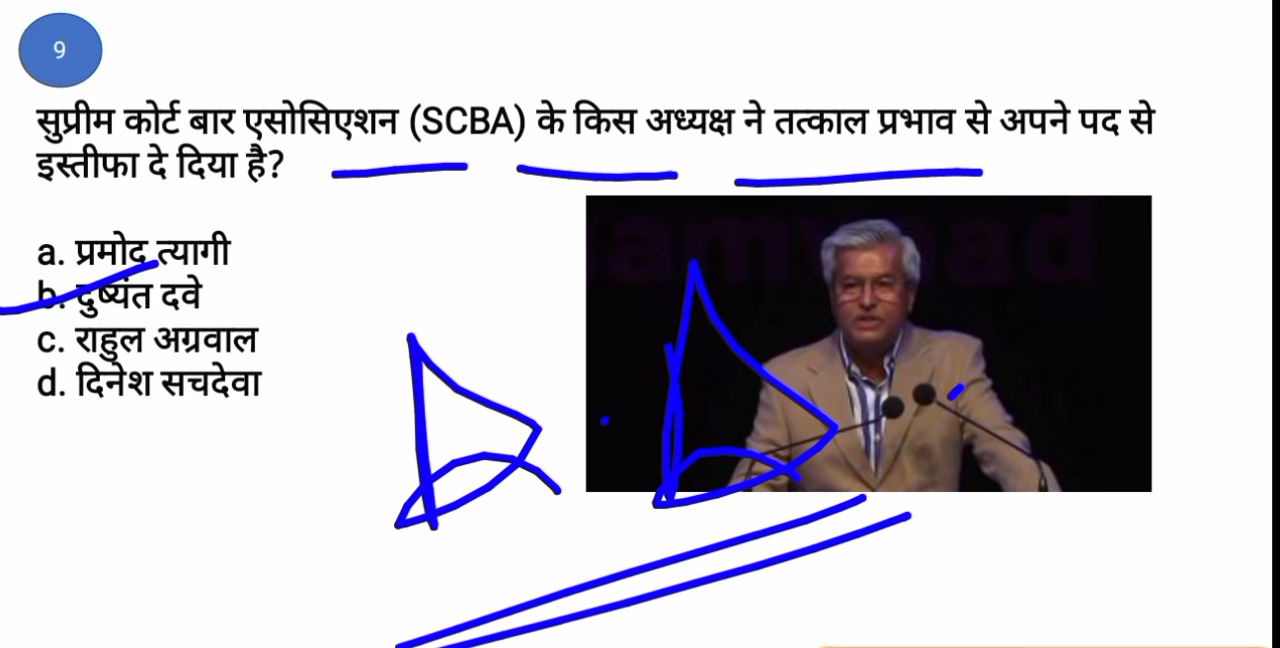 9
सुप्रीम कोर्ट बार एसोसिएशन (SCBA) के किस अध्यक्ष ने तत्काल प्रभाव से अपने पद से
इस्तीफा दे दिया है?
a. प्रमोद त्यागी
b. दुष्यंत दवे
c. राहुल अग्रवाल
d. दिनेश सचदेवा